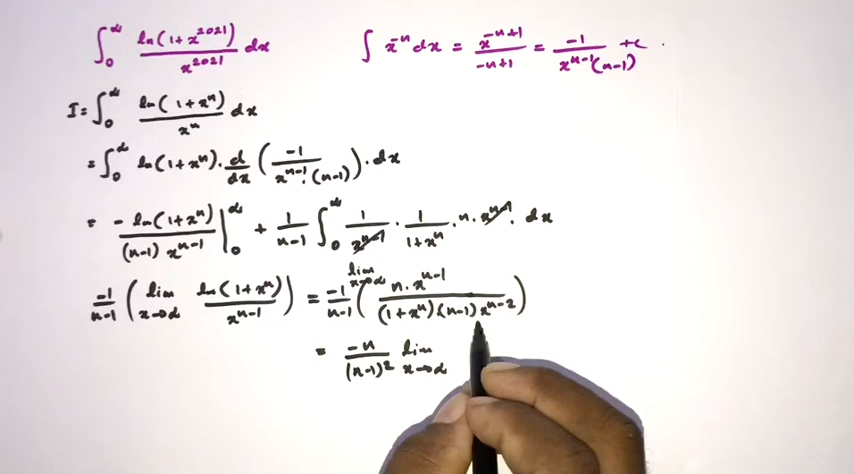 ∫₀^∞ ln(1+x²⁰²¹)/x²⁰²¹ dx    ∫ x⁻ⁿ dx = x⁻ⁿ⁺¹/(-n+1) = -1/(xⁿ⁻¹(n-1)) + c
I = ∫₀^∞ ln(1+xⁿ)/xⁿ dx
= ∫₀^∞ ln(1+xⁿ) · d/dx (-1/(xⁿ⁻¹·(n-1))) · dx
= -ln(1+xⁿ)/((n-1) xⁿ⁻¹) |₀^∞ + 1/(n-1) ∫₀^∞ 1/xⁿ⁻¹ · 1/(1+xⁿ) · n · xⁿ⁻¹ · dx
-1/(n-1) (lim x→∞ ln(1+xⁿ)/xⁿ⁻¹) = -1/(n-1) (lim x→∞ n·xⁿ⁻¹/((1+xⁿ)(n-1)xⁿ⁻²))
= -n/(n-1)² lim x→∞